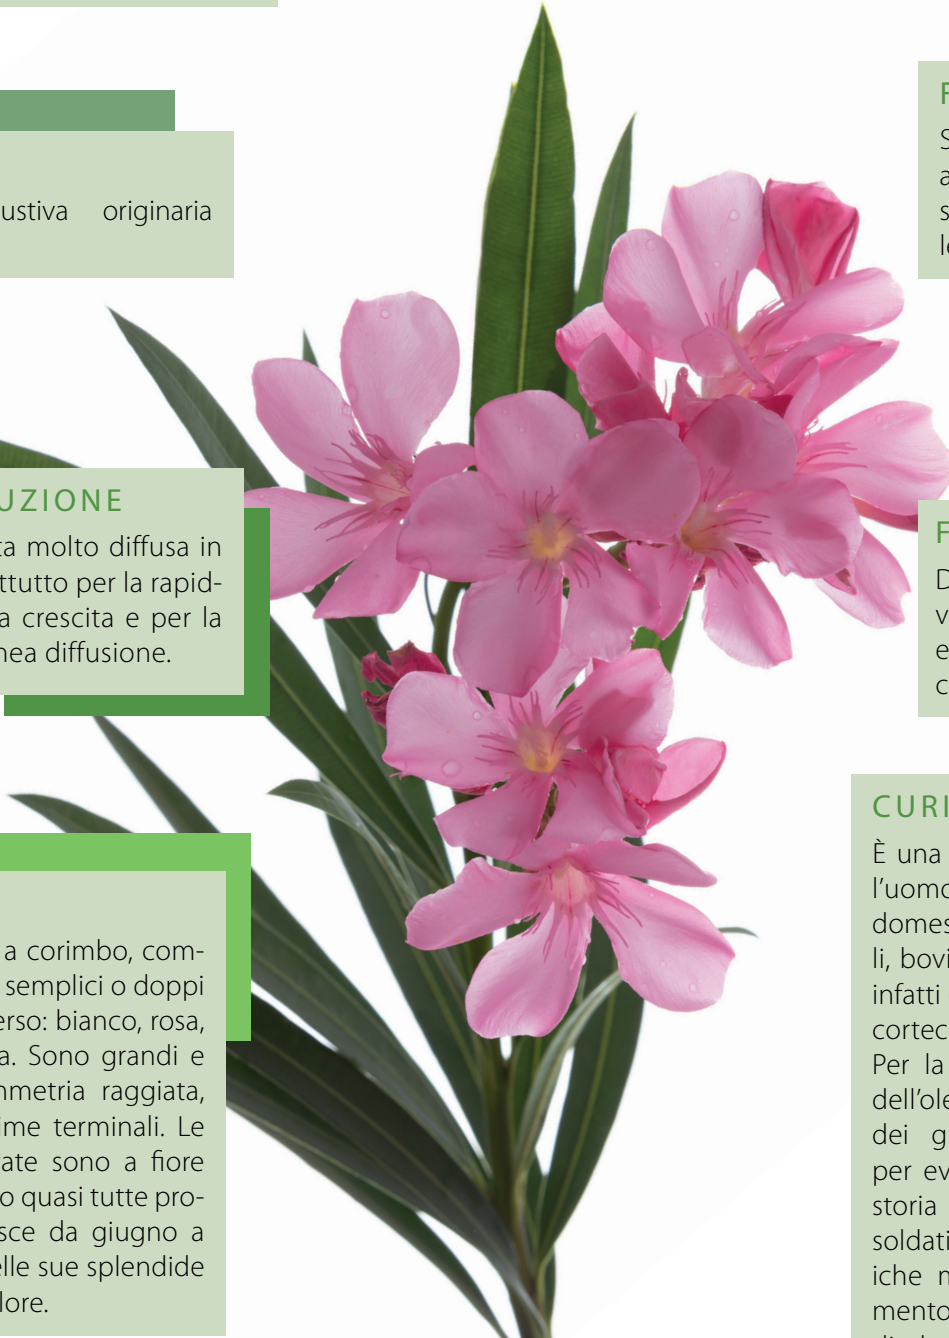 ustiva originaria
UZIONE
ta molto diffusa in
ttutto per la rapid-
a crescita e per la
nea diffusione.
a corimbo, com-
semplici o doppi
erso: bianco, rosa,
a. Sono grandi e
mmetria raggiata,
ime terminali. Le
ate sono a fiore
o quasi tutte pro-
sce da giugno a
elle sue splendide
lore.
F
S
a
s
le
F
D
v
e
c
CURI
È una
l’uomo
domes
li, bovi
infatti
cortec
Per la
dell’ole
dei g
per ev
storia
soldati
iche n
mento